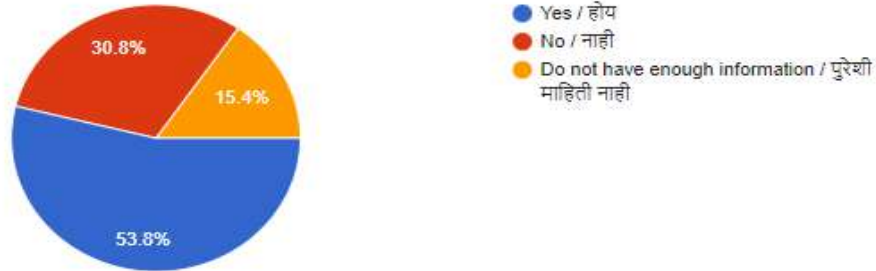 30.8%
15.4%
53.8%
Yes / होय
No / नाही
Do not have enough information / पुरेशी
माहिती नाही